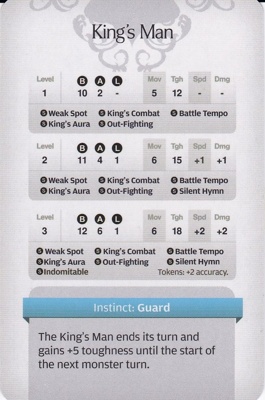 King's Man
Level B A L Mov Tgh Spd Dmg
1 10 2 - 5 12 - -
S Weak Spot S King's Combat S Battle Tempo
S King's Aura S Out-Fighting
Level B A L Mov Tgh Spd Dmg
2 11 4 1 6 15 +1 +1
S Weak Spot S King's Combat S Battle Tempo
S King's Aura S Out-Fighting S Silent Hymn
Level B A L Mov Tgh Spd Dmg
3 12 6 1 6 18 +2 +2
S Weak Spot S King's Combat S Battle Tempo
S King's Aura S Out-Fighting S Silent Hymn
S Indomitable Tokens: +2 accuracy.
Instinct: Guard
The King's Man ends its turn and
gains +5 toughness until the start of
the next monster turn.